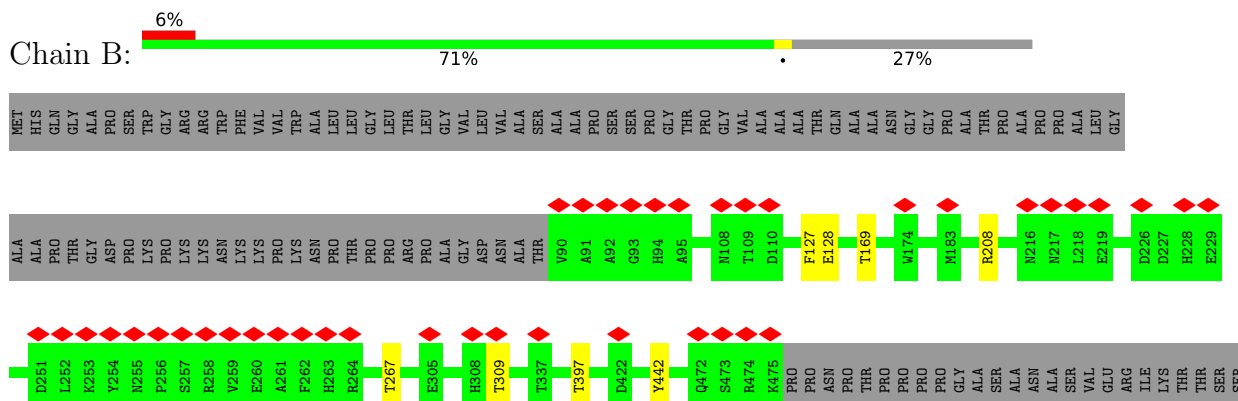 6%
Chain B:
71%
•
27%
MET HIS GLN GLY ALA PRO SER TRP GLY ARG ARG TRP PHE VAL VAL TRP ALA LEU LEU GLY LEU THR LEU GLY VAL LEU VAL ALA SER ALA ALA PRO SER SER PRO GLY THR PRO GLY VAL ALA ALA ALA THR GLN ALA ALA ASN GLY GLY PRO ALA THR PRO ALA PRO PRO ALA LEU GLY
ALA ALA PRO THR GLY ASP PRO LYS PRO LYS LYS ASN LYS LYS PRO LYS ASN PRO THR PRO PRO ARG PRO ALA GLY ASP ASN ALA THR V90 A91 A92 G93 H94 A95 N108 T109 D110 F127 E128 T169 W174 M183 R208 N216 N217 L218 E219 D226 D227 H228 E229
D251 L252 K253 Y254 N255 P256 S257 R258 V259 E260 A261 F262 H263 R264 T267 E305 H308 T309 T337 T397 D422 Y442 Q472 S473 R474 K475 PRO PRO ASN PRO THR PRO PRO PRO PRO GLY ALA SER ALA ASN ALA SER VAL GLU ARG ILE LYS THR THR SER SER